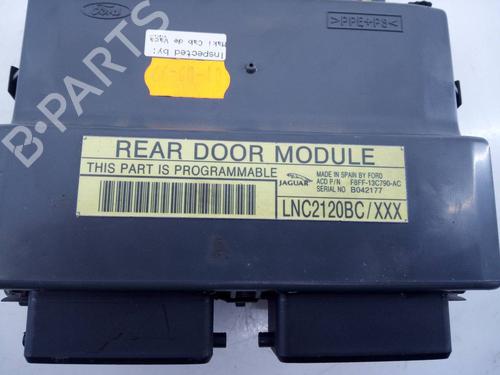 Ford
>PPE+PS<
Inspected by:
B-PARTS
REAR DOOR MODULE
THIS PART IS PROGRAMMABLE
JAGUAR
MADE IN SPAIN BY FORD
ACD P/N F8FF-13C790-AC
SERIAL NO B042177
LNC2120BC/XXX